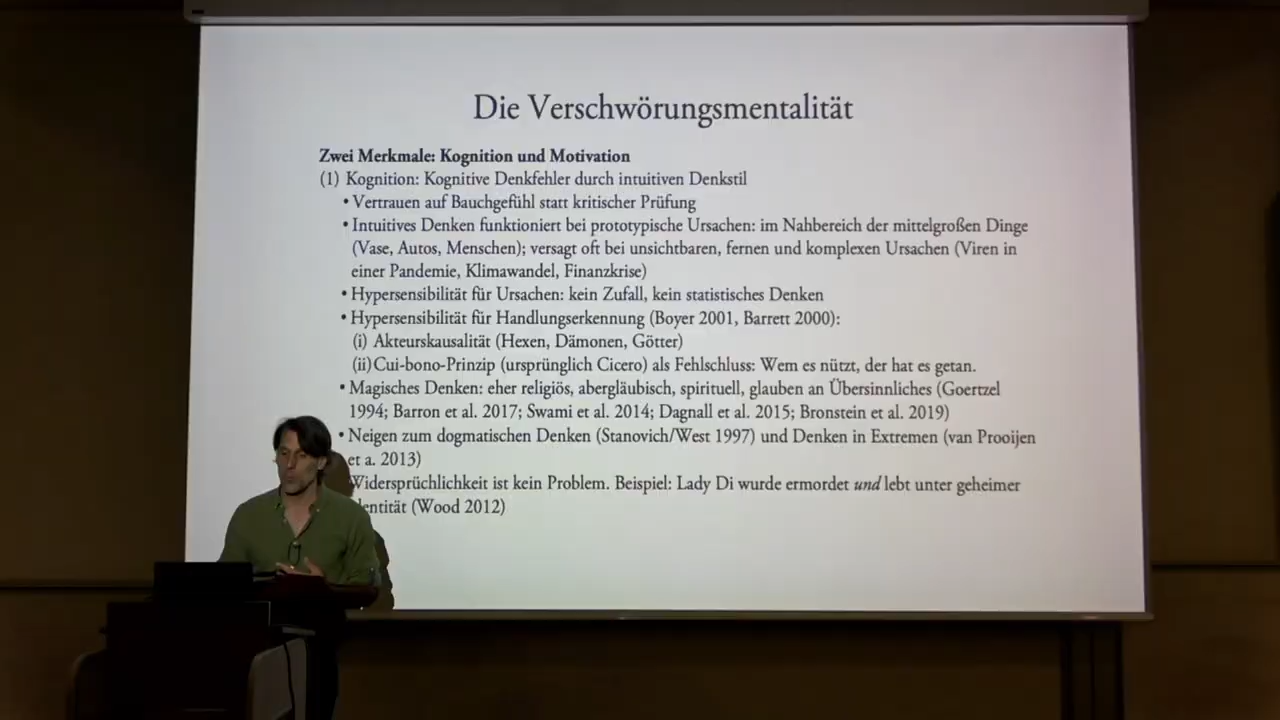 Die Verschwörungsmentalität
Zwei Merkmale: Kognition und Motivation
(1) Kognition: Kognitive Denkfehler durch intuitiven Denkstil
• Vertrauen auf Bauchgefühl statt kritischer Prüfung
• Intuitives Denken funktioniert bei prototypische Ursachen: im Nahbereich der mittelgroßen Dinge
(Vase, Autos, Menschen); versagt oft bei unsichtbaren, fernen und komplexen Ursachen (Viren in
einer Pandemie, Klimawandel, Finanzkrise)
• Hypersensibilität für Ursachen: kein Zufall, kein statistisches Denken
• Hypersensibilität für Handlungserkennung (Boyer 2001, Barrett 2000):
(i) Akteurskausalität (Hexen, Dämonen, Götter)
(ii) Cui-bono-Prinzip (ursprünglich Cicero) als Fehlschluss: Wem es nützt, der hat es getan.
• Magisches Denken: eher religiös, abergläubisch, spirituell, glauben an Übersinnliches (Goertzel
1994; Barron et al. 2017; Swami et al. 2014; Dagnall et al. 2015; Bronstein et al. 2019)
• Neigen zum dogmatischen Denken (Stanovich/West 1997) und Denken in Extremen (van Prooijen
et a. 2013)
Widersprüchlichkeit ist kein Problem. Beispiel: Lady Di wurde ermordet und lebt unter geheimer
dentität (Wood 2012)